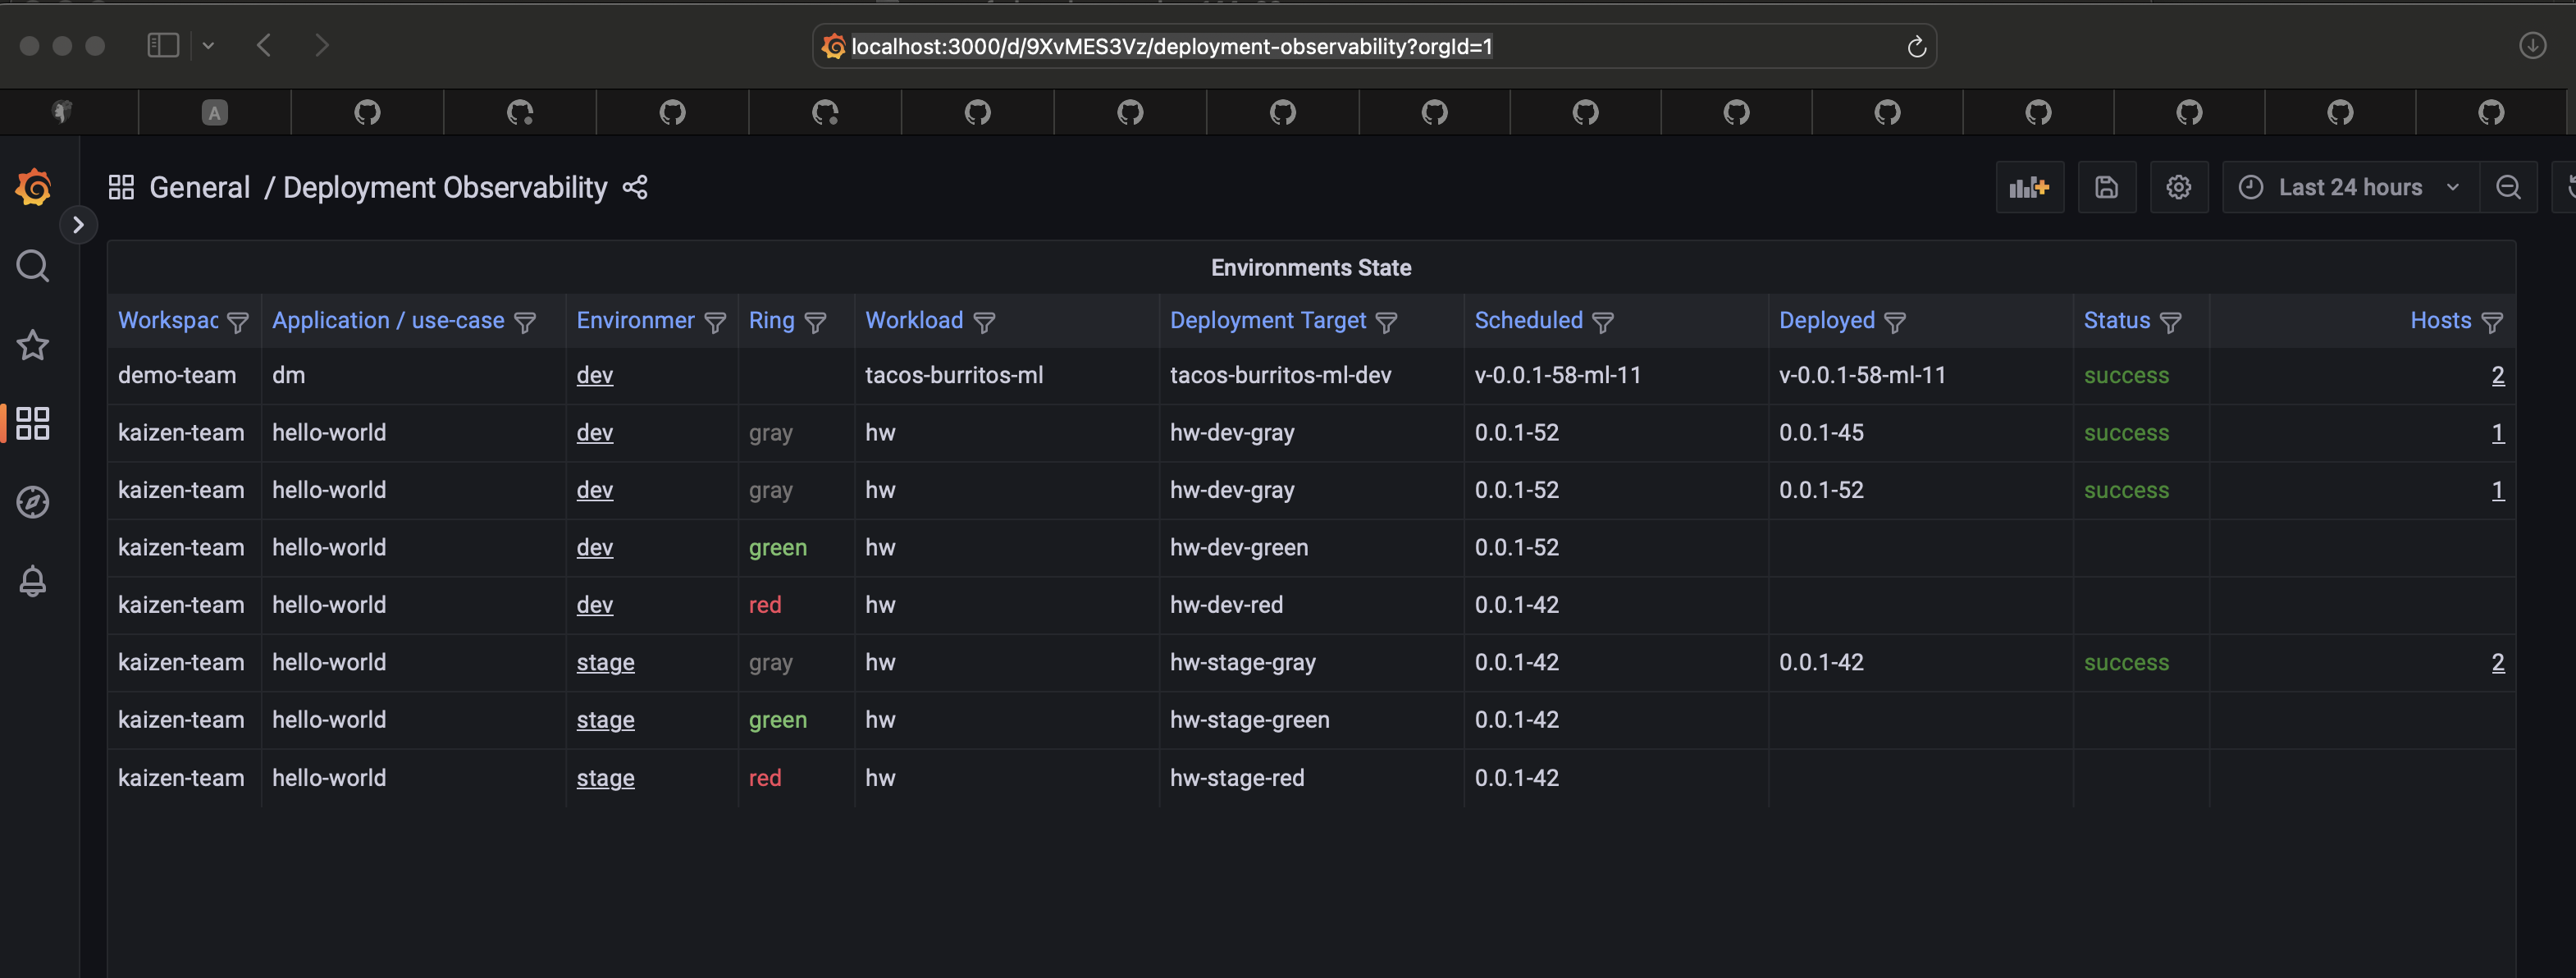 localhost:3000/d/9XvMES3Vz/deployment-observability?orgId=1
A
General / Deployment Observability
Last 24 hours
Environments State
Workspac Application / use-case Environmer Ring Workload Deployment Target Scheduled Deployed Status Hosts
demo-team dm dev tacos-burritos-ml tacos-burritos-ml-dev v-0.0.1-58-ml-11 v-0.0.1-58-ml-11 success 2
kaizen-team hello-world dev gray hw hw-dev-gray 0.0.1-52 0.0.1-45 success 1
kaizen-team hello-world dev gray hw hw-dev-gray 0.0.1-52 0.0.1-52 success 1
kaizen-team hello-world dev green hw hw-dev-green 0.0.1-52
kaizen-team hello-world dev red hw hw-dev-red 0.0.1-42
kaizen-team hello-world stage gray hw hw-stage-gray 0.0.1-42 0.0.1-42 success 2
kaizen-team hello-world stage green hw hw-stage-green 0.0.1-42
kaizen-team hello-world stage red hw hw-stage-red 0.0.1-42